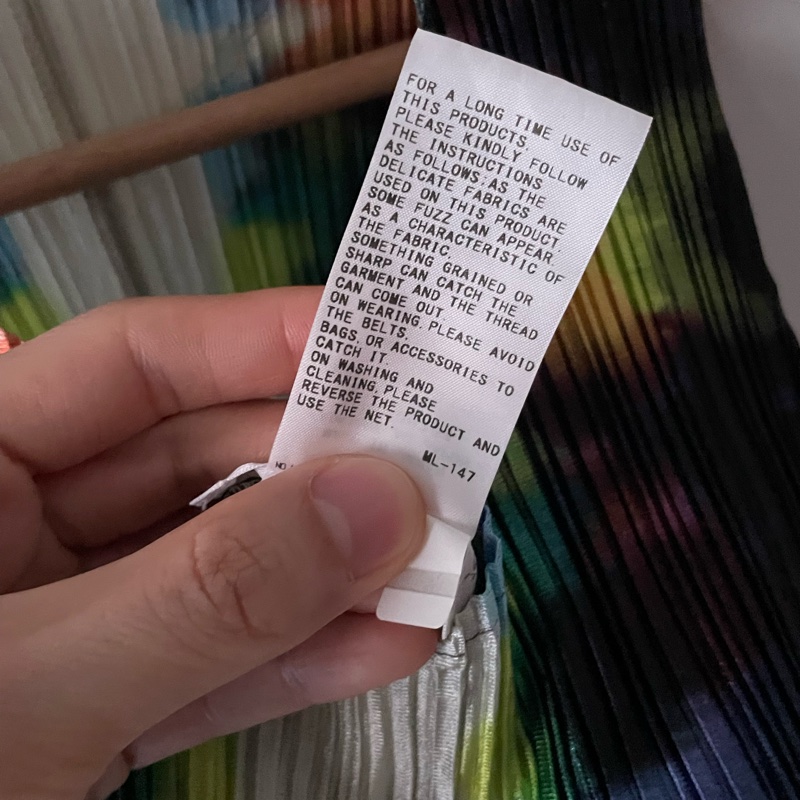 FOR A LONG TIME USE OF
THIS PRODUCTS,
PLEASE KINDLY FOLLOW
THE INSTRUCTIONS
AS FOLLOWS;AS THE
DELICATE FABRICS ARE
USED ON THIS PRODUCT.
SOME FUZZ CAN APPEAR
AS A CHARACTERISTIC OF
THE FABRIC.
SOMETHING GRAINED OR
SHARP CAN CATCH THE
GARMENT AND THE THREAD
CAN COME OUT.
ON WEARING, PLEASE AVOID
THE BELTS,
BAGS, OR ACCESSORIES TO
CATCH IT.
ON WASHING AND
CLEANING, PLEASE
REVERSE THE PRODUCT AND
USE THE NET.
ML-147